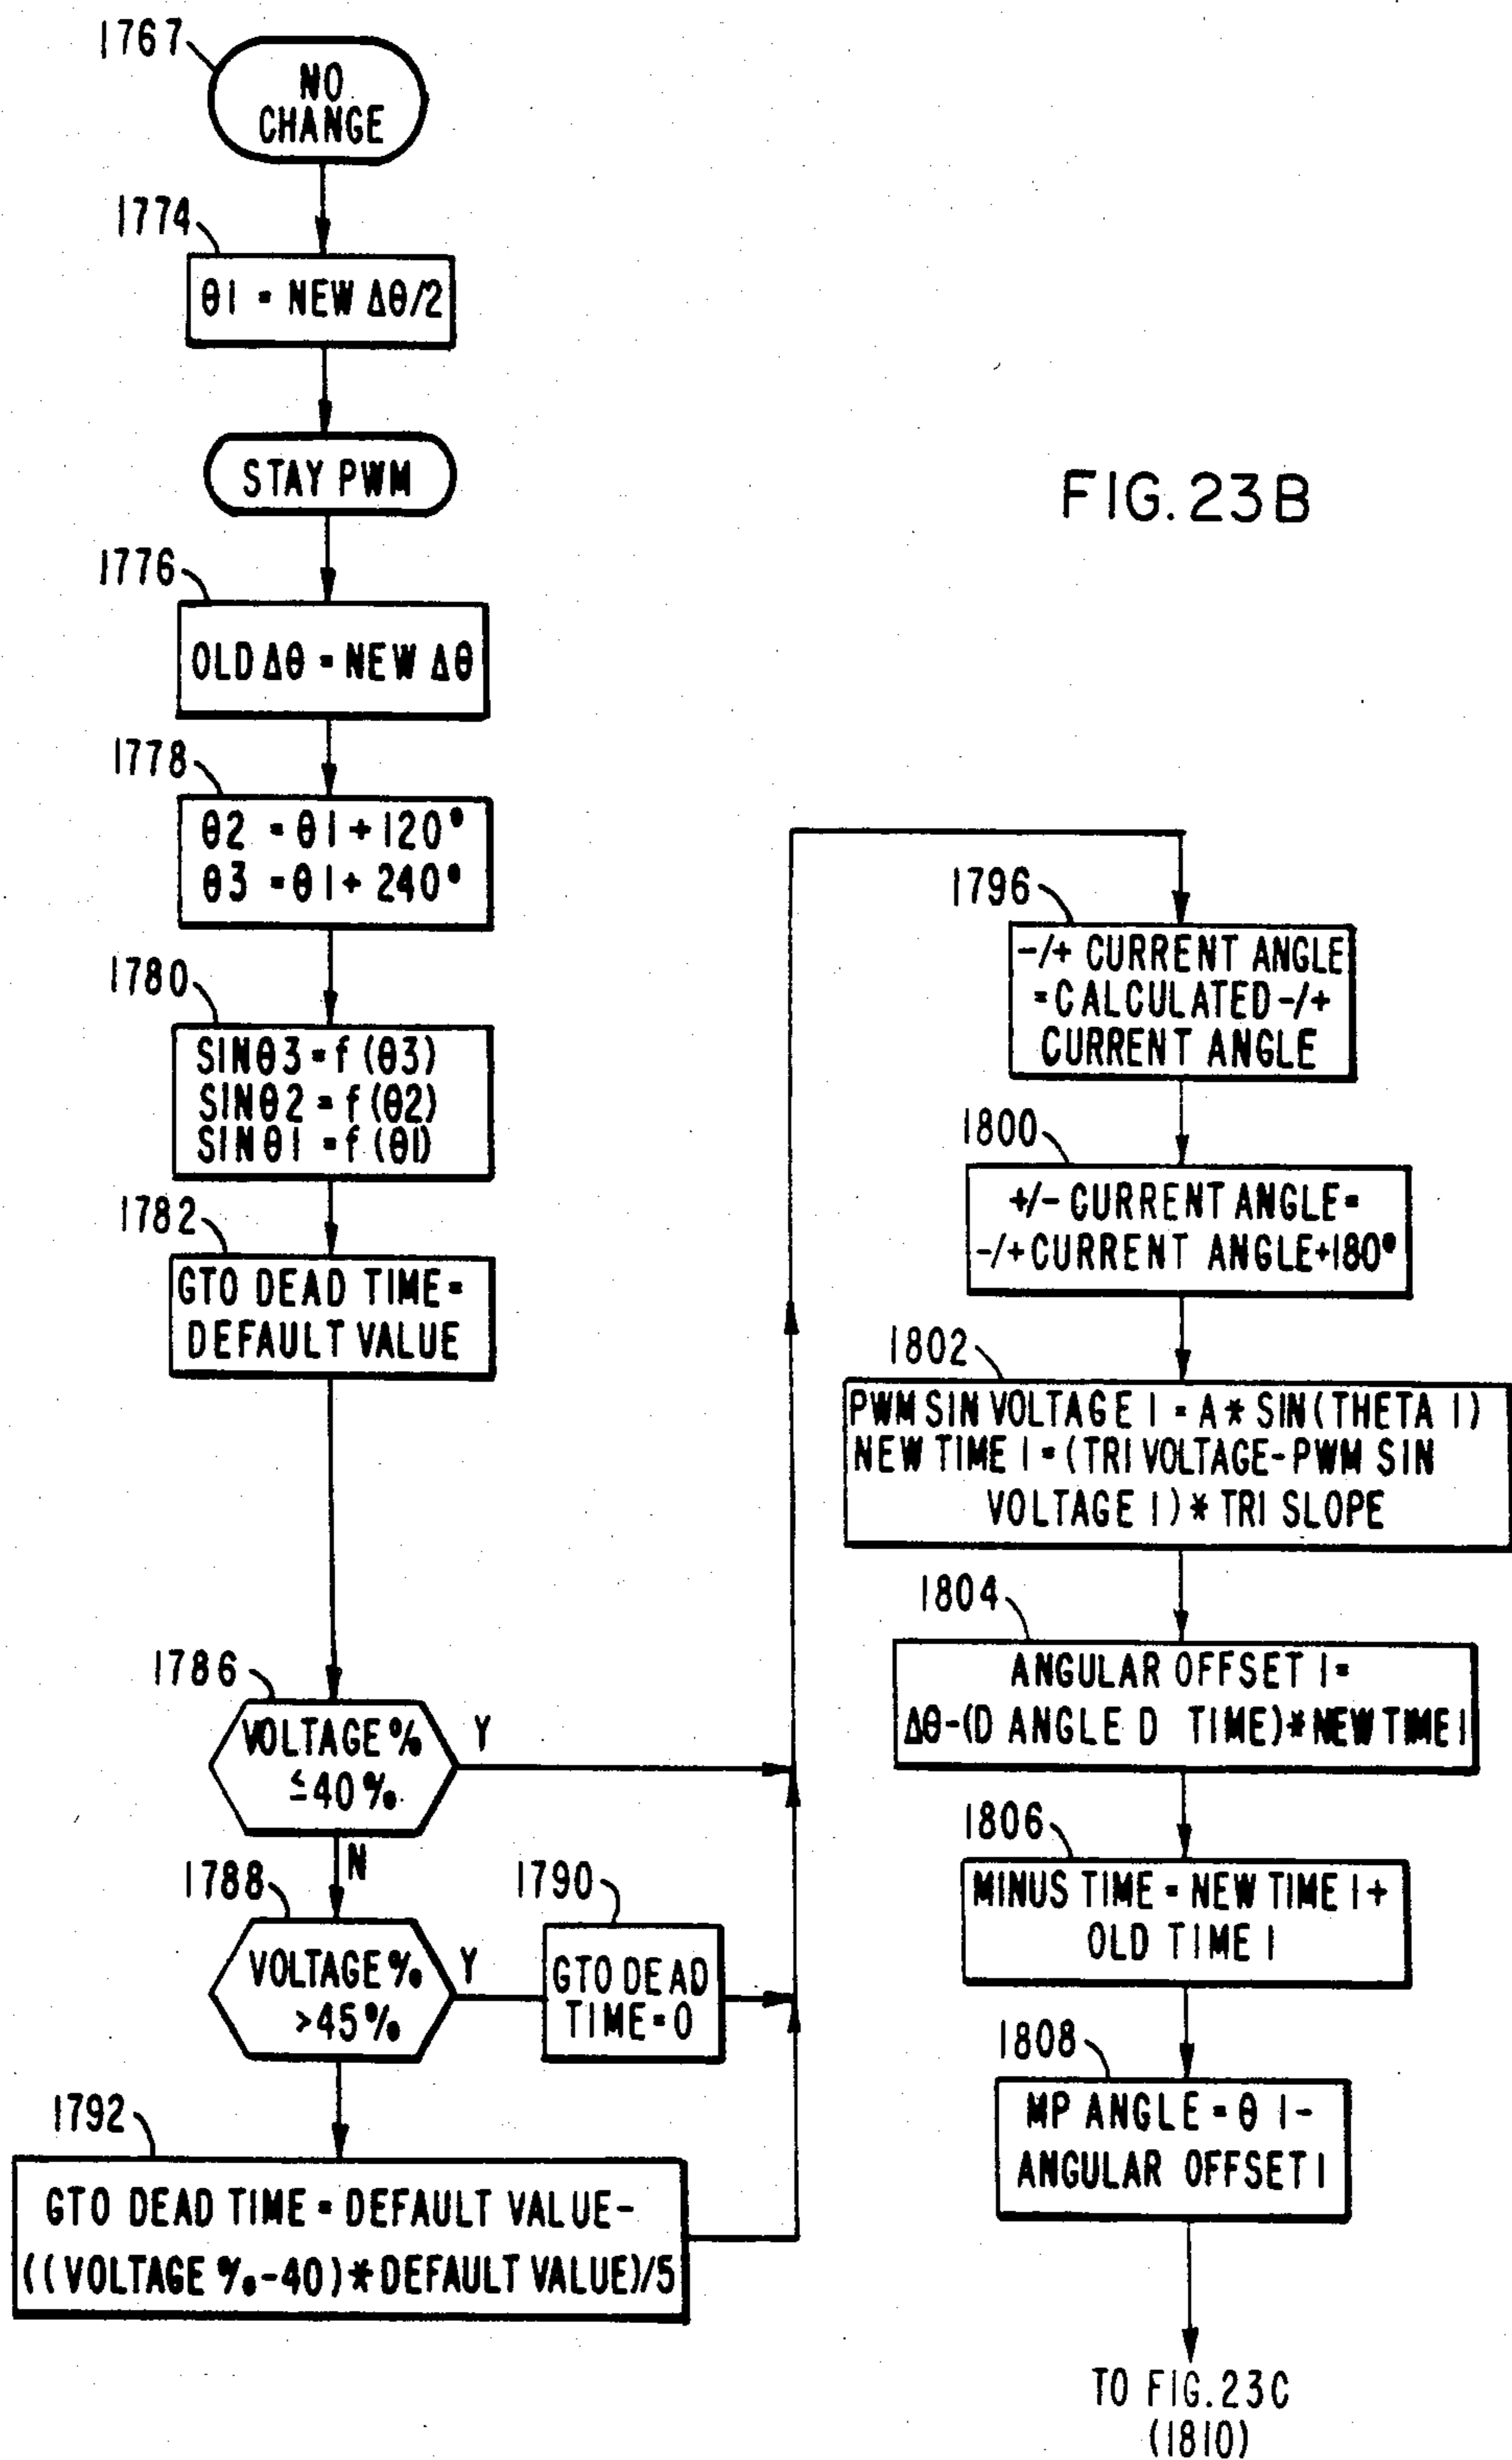 1767
NO
CHANGE
1774
θ1 = NEW Δθ/2
STAY PWM
FIG. 23B
1776
OLD Δθ = NEW Δθ
1778
θ2 = θ1 + 120°
θ3 = θ1 + 240°
1780
SINθ3 = f (θ3)
SINθ2 = f (θ2)
SINθ1 = f (θ1)
1782
GTO DEAD TIME =
DEFAULT VALUE
1786
VOLTAGE %
≤40%
Y
N
1788
VOLTAGE %
>45%
Y
1790
GTO DEAD
TIME = 0
1792
GTO DEAD TIME = DEFAULT VALUE-
((VOLTAGE %-40)*DEFAULT VALUE)/5
1796
-/+ CURRENT ANGLE
=CALCULATED -/+
CURRENT ANGLE
1800
+/- CURRENT ANGLE=
-/+CURRENT ANGLE+180°
1802
PWM SIN VOLTAGE 1 = A* SIN(THETA 1)
NEW TIME 1 = (TRI VOLTAGE-PWM SIN
VOLTAGE 1) * TRI SLOPE
1804
ANGULAR OFFSET 1=
Δθ-(D ANGLE D TIME)*NEW TIME 1
1806
MINUS TIME = NEW TIME 1+
OLD TIME 1
1808
MP ANGLE = θ 1-
ANGULAR OFFSET 1
TO FIG. 23C
(1810)